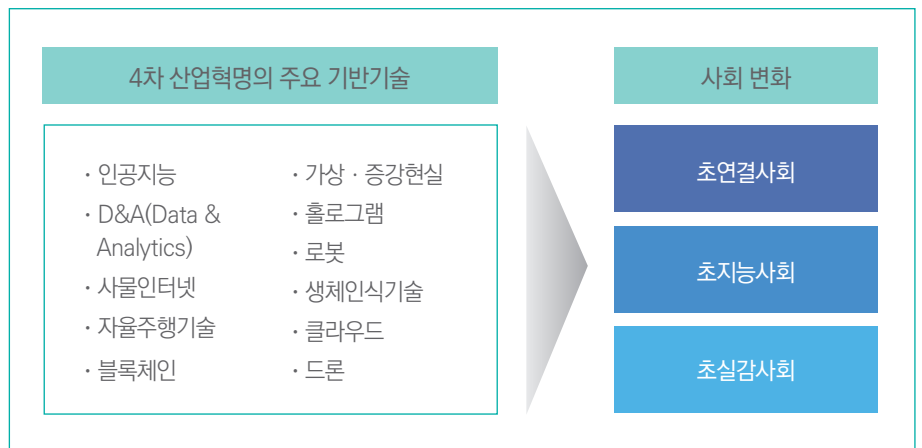 4차 산업혁명의 주요 기반기술
· 인공지능
· D&A(Data &
Analytics)
· 사물인터넷
· 자율주행기술
· 블록체인
· 가상 · 증강현실
· 홀로그램
· 로봇
· 생체인식기술
· 클라우드
· 드론
사회 변화
초연결사회
초지능사회
초실감사회